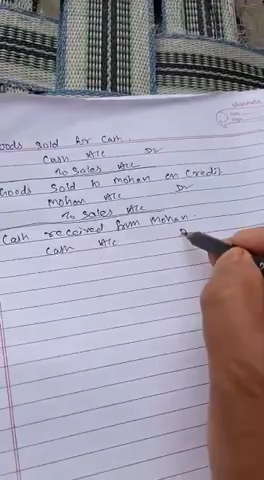 Goods sold for Cash.
Cash A/c Dr
To Sales A/c
Goods sold to mohan on Credit.
Mohan A/c Dr
To Sales A/c
Cash received from Mohan.
Cash A/c D